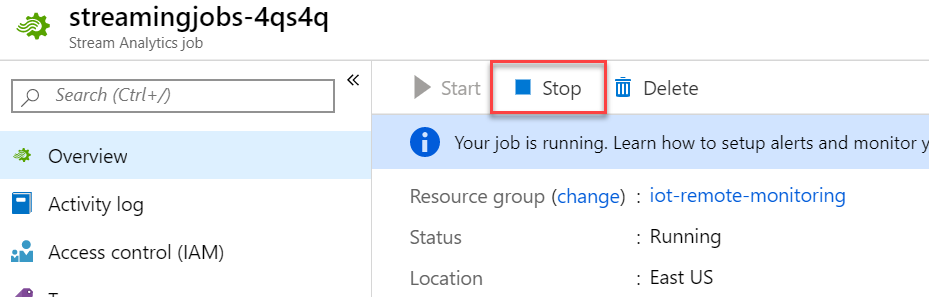 streamingjobs-4qs4q
Stream Analytics job
«
Search (Ctrl+/)
Start
Stop
Delete
Overview
Activity log
Access control (IAM)
Your job is running. Learn how to setup alerts and monitor
Resource group (change) : iot-remote-monitoring
Status : Running
Location : East US